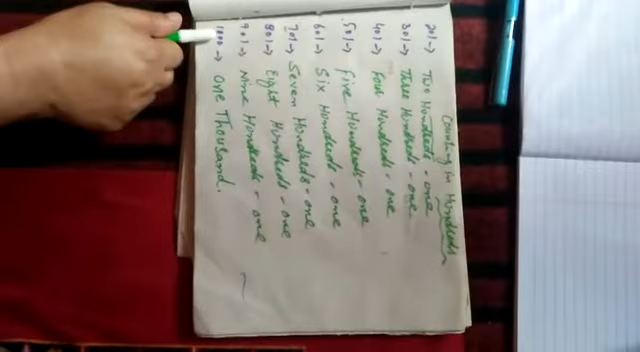 Counting in Hundreds
201 → Two Hundreds - one
301 → Three Hundreds - one
401 → Four Hundreds - one
501 → Five Hundreds - one
601 → Six Hundreds - one
701 → Seven Hundreds - one
801 → Eight Hundreds - one
901 → Nine Hundreds - one
1000 → One Thousand.